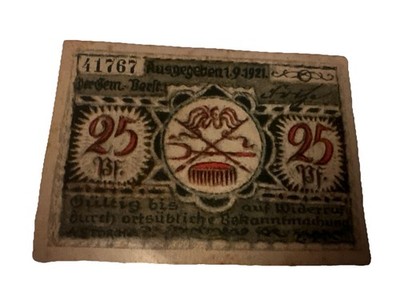 41767
Ausgegeben 1.9.1921.
Der Gem.-Vorst.
25 Pf.
25 Pf.
Gültig bis auf Widerruf
durch ortsübliche Bekanntmachung